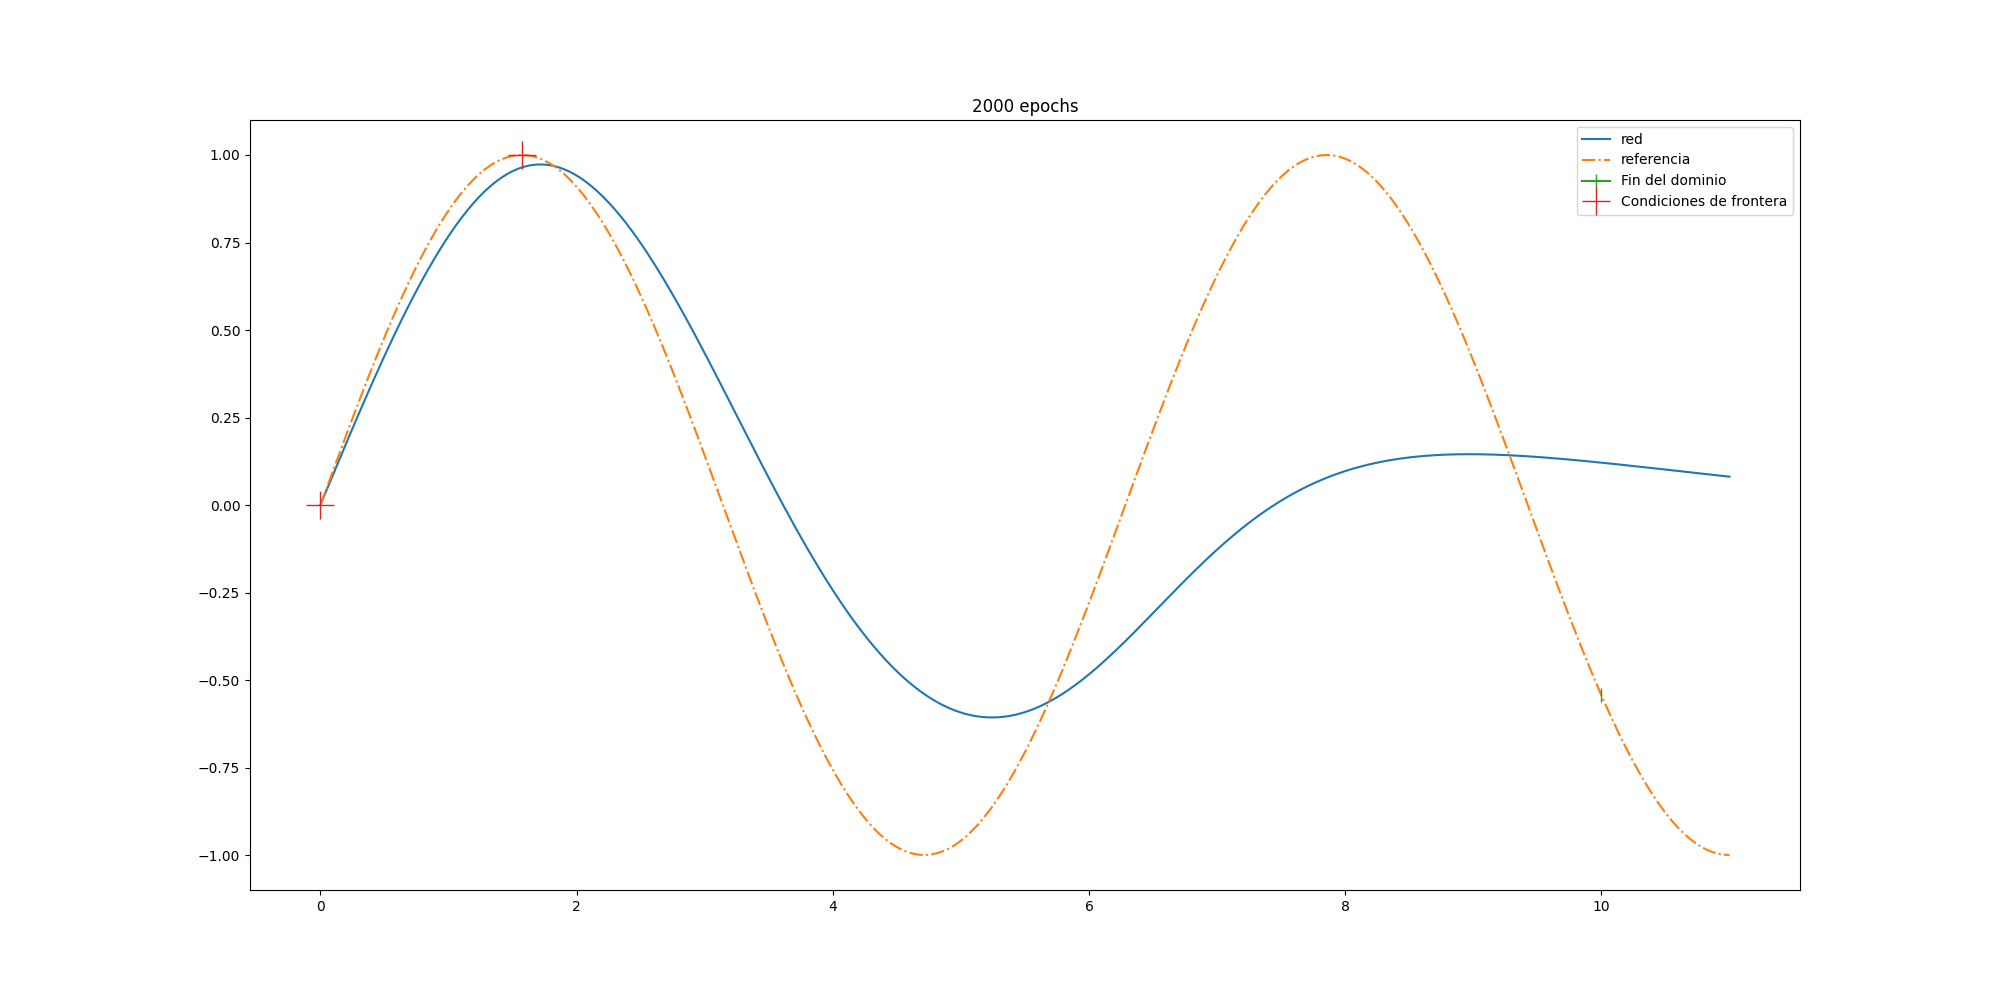 2000 epochs
red
referencia
Fin del dominio
Condiciones de frontera
1.00
0.75
0.50
0.25
0.00
−0.25
−0.50
−0.75
−1.00
0 2 4 6 8 10